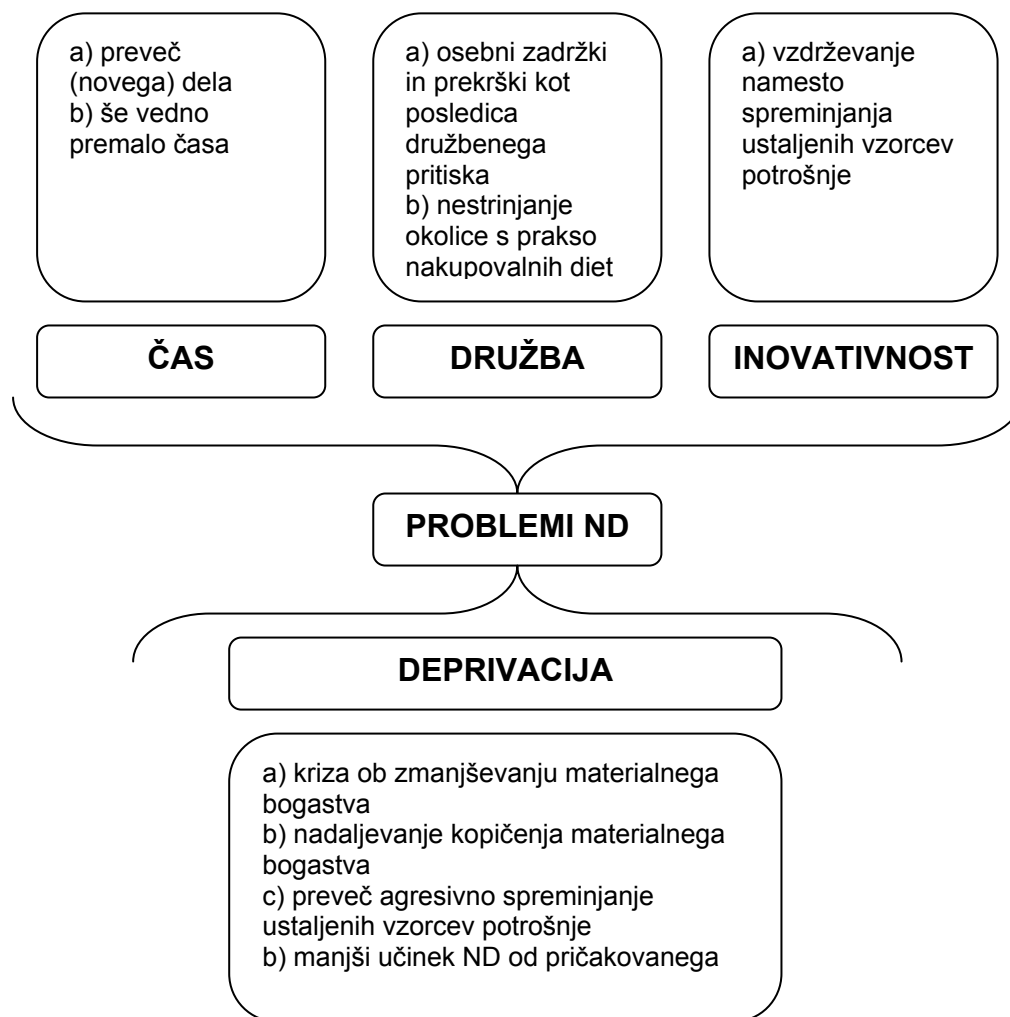 a) preveč
(novega) dela
b) še vedno
premalo časa
a) osebni zadržki
in prekrški kot
posledica
družbenega
pritiska
b) nestrinjanje
okolice s prakso
nakupovalnih diet
a) vzdrževanje
namesto
spreminjanja
ustaljenih vzorcev
potrošnje
ČAS
DRUŽBA
INOVATIVNOST
PROBLEMI ND
DEPRIVACIJA
a) kriza ob zmanjševanju materialnega
bogastva
b) nadaljevanje kopičenja materialnega
bogastva
c) preveč agresivno spreminjanje
ustaljenih vzorcev potrošnje
b) manjši učinek ND od pričakovanega